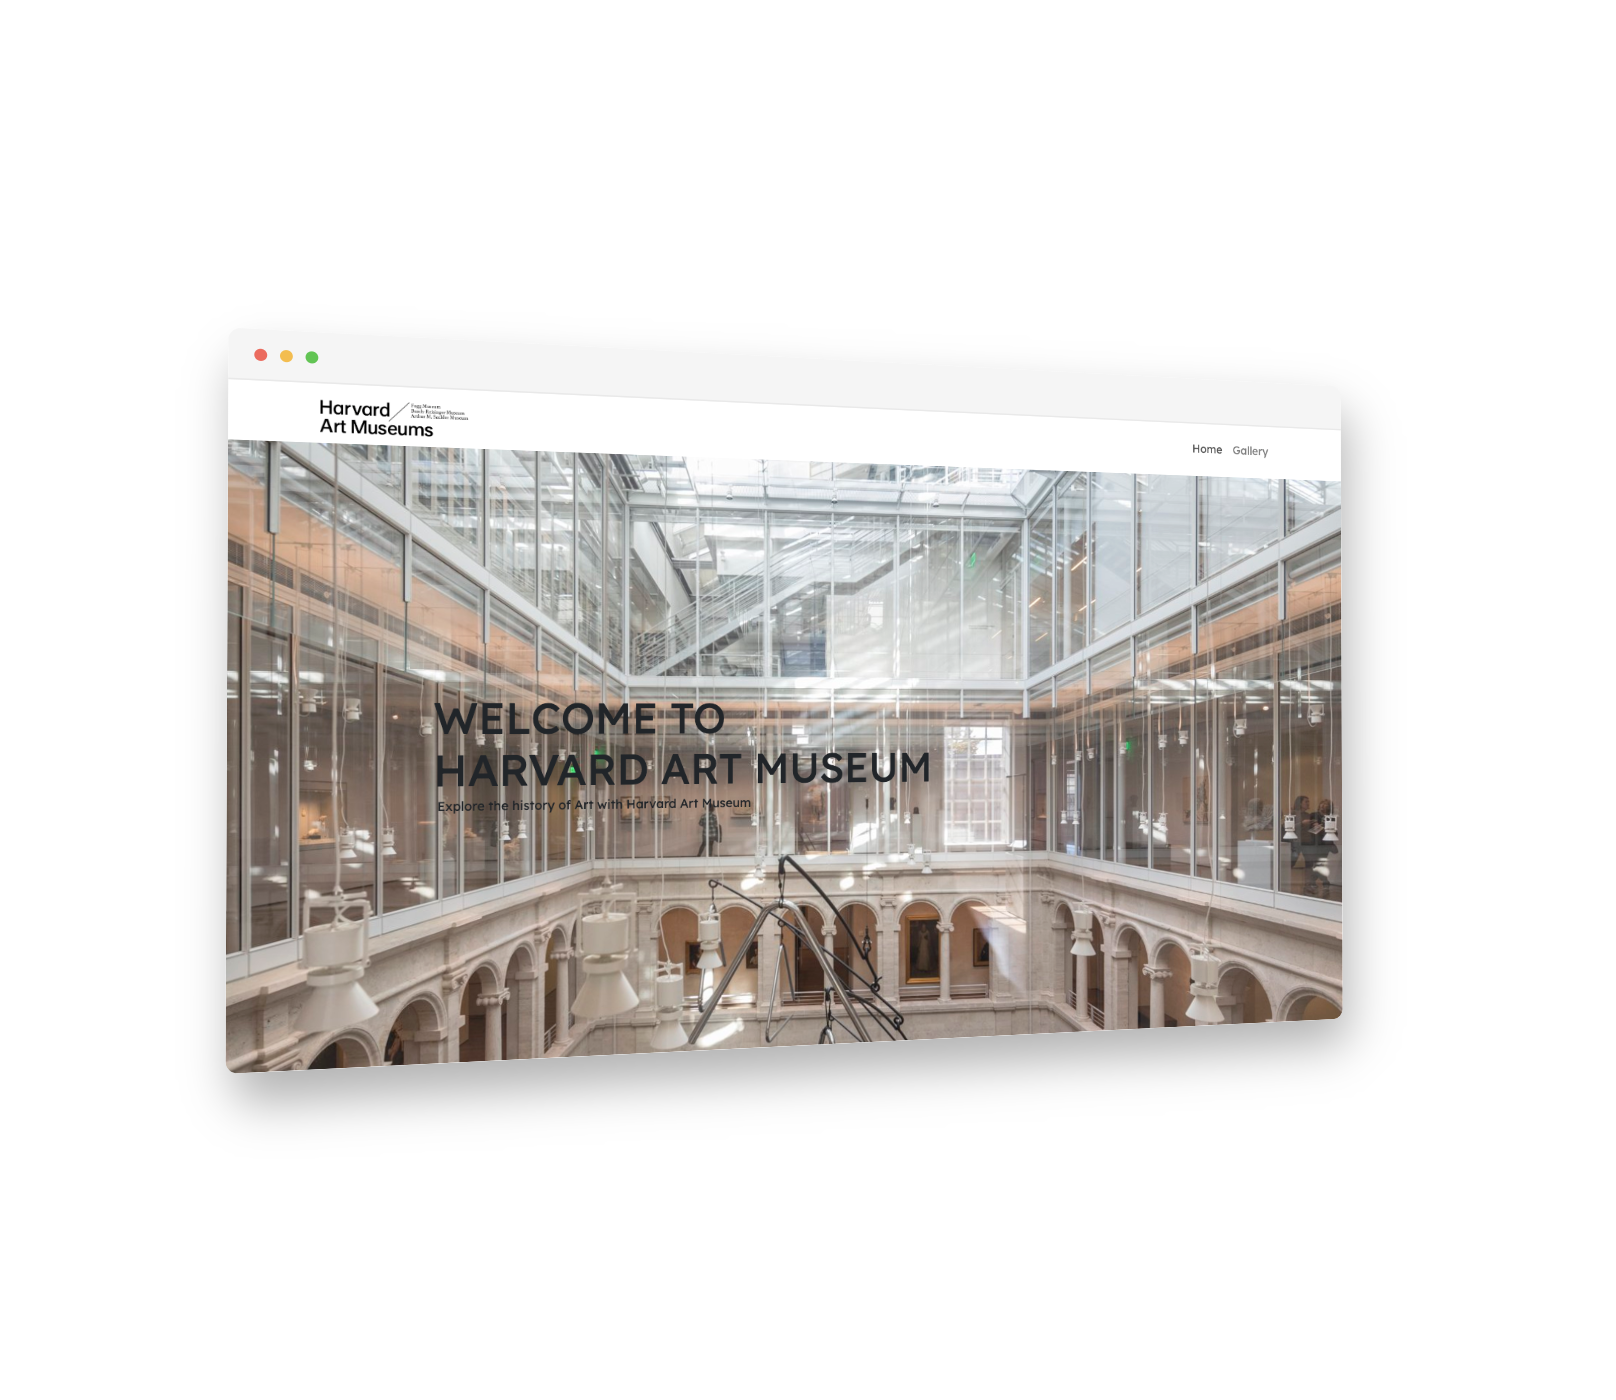 Harvard
Art Museums
Fogg Museum
Busch-Reisinger Museum
Arthur M. Sackler Museum
Home Gallery
WELCOME TO
HARVARD ART MUSEUM
Explore the history of Art with Harvard Art Museum